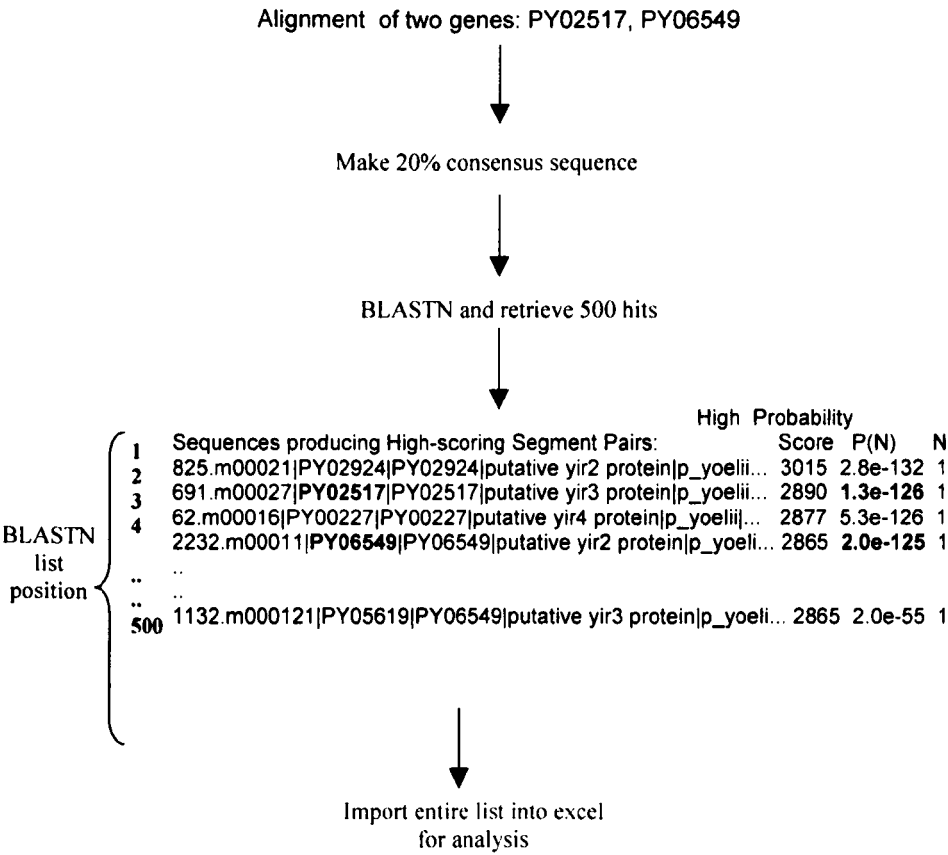 Alignment of two genes: PY02517, PY06549
Make 20% consensus sequence
BLASTN and retrieve 500 hits
High Probability
1 Sequences producing High-scoring Segment Pairs: Score P(N) N
2 825.m00021|PY02924|PY02924|putative yir2 protein|p_yoelii... 3015 2.8e-132 1
3 691.m00027|PY02517|PY02517|putative yir3 protein|p_yoelii... 2890 1.3e-126 1
4 62.m00016|PY00227|PY00227|putative yir4 protein|p_yoelii|... 2877 5.3e-126 1
2232.m00011|PY06549|PY06549|putative yir2 protein|p_yoeli... 2865 2.0e-125 1
BLASTN
list
position
.. ..
.. ..
500 1132.m000121|PY05619|PY06549|putative yir3 protein|p_yoeli... 2865 2.0e-55 1
Import entire list into excel
for analysis